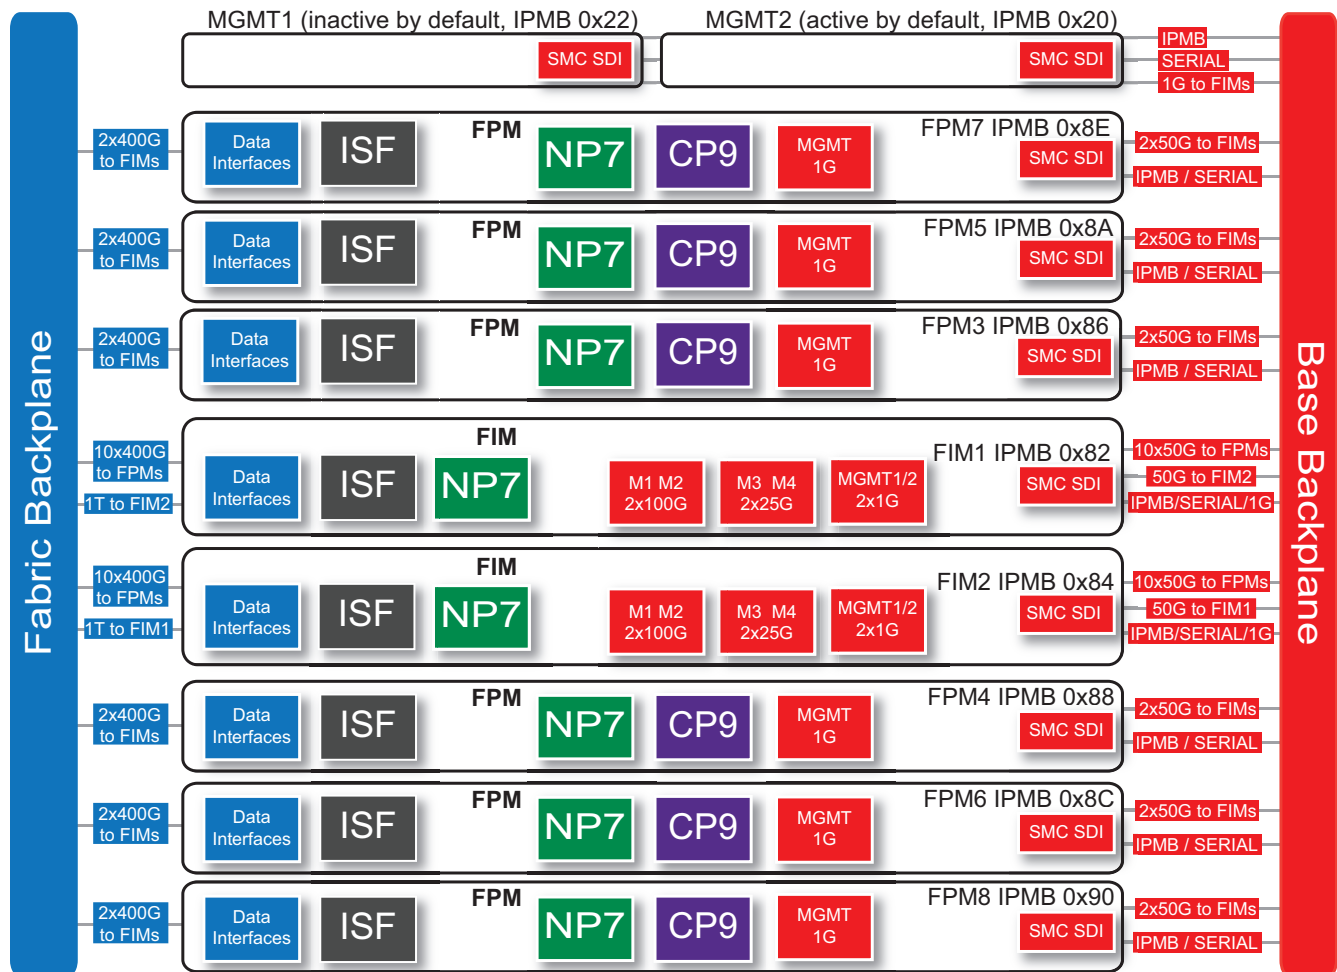 MGMT1 (inactive by default, IPMB 0x22)
MGMT2 (active by default, IPMB 0x20)
SMC SDI
SMC SDI
IPMB
SERIAL
1G to FIMs
Fabric Backplane
Base Backplane
2x400G
to FIMs
Data
Interfaces
ISF
FPM
NP7
CP9
MGMT
1G
FPM7 IPMB 0x8E
SMC SDI
2x50G to FIMs
IPMB / SERIAL
2x400G
to FIMs
Data
Interfaces
ISF
FPM
NP7
CP9
MGMT
1G
FPM5 IPMB 0x8A
SMC SDI
2x50G to FIMs
IPMB / SERIAL
2x400G
to FIMs
Data
Interfaces
ISF
FPM
NP7
CP9
MGMT
1G
FPM3 IPMB 0x86
SMC SDI
2x50G to FIMs
IPMB / SERIAL
10x400G
to FPMs
1T to FIM2
Data
Interfaces
ISF
FIM
NP7
M1 M2
2x100G
M3 M4
2x25G
MGMT1/2
2x1G
FIM1 IPMB 0x82
SMC SDI
10x50G to FPMs
50G to FIM2
IPMB/SERIAL/1G
10x400G
to FPMs
1T to FIM1
Data
Interfaces
ISF
FIM
NP7
M1 M2
2x100G
M3 M4
2x25G
MGMT1/2
2x1G
FIM2 IPMB 0x84
SMC SDI
10x50G to FPMs
50G to FIM1
IPMB/SERIAL/1G
2x400G
to FIMs
Data
Interfaces
ISF
FPM
NP7
CP9
MGMT
1G
FPM4 IPMB 0x88
SMC SDI
2x50G to FIMs
IPMB / SERIAL
2x400G
to FIMs
Data
Interfaces
ISF
FPM
NP7
CP9
MGMT
1G
FPM6 IPMB 0x8C
SMC SDI
2x50G to FIMs
IPMB / SERIAL
2x400G
to FIMs
Data
Interfaces
ISF
FPM
NP7
CP9
MGMT
1G
FPM8 IPMB 0x90
SMC SDI
2x50G to FIMs
IPMB / SERIAL